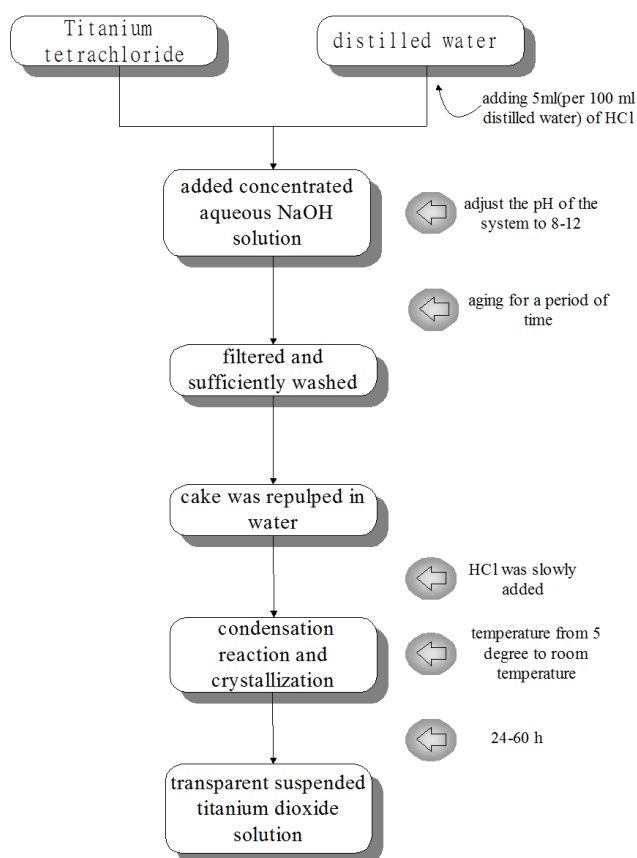 Titanium
tetrachloride
distilled water
adding 5ml(per 100 ml
distilled water) of HCl
added concentrated
aqueous NaOH
solution
adjust the pH of the
system to 8-12
aging for a period of
time
filtered and
sufficiently washed
cake was repulped in
water
HCl was slowly
added
condensation
reaction and
crystallization
temperature from 5
degree to room
temperature
24-60 h
transparent suspended
titanium dioxide
solution